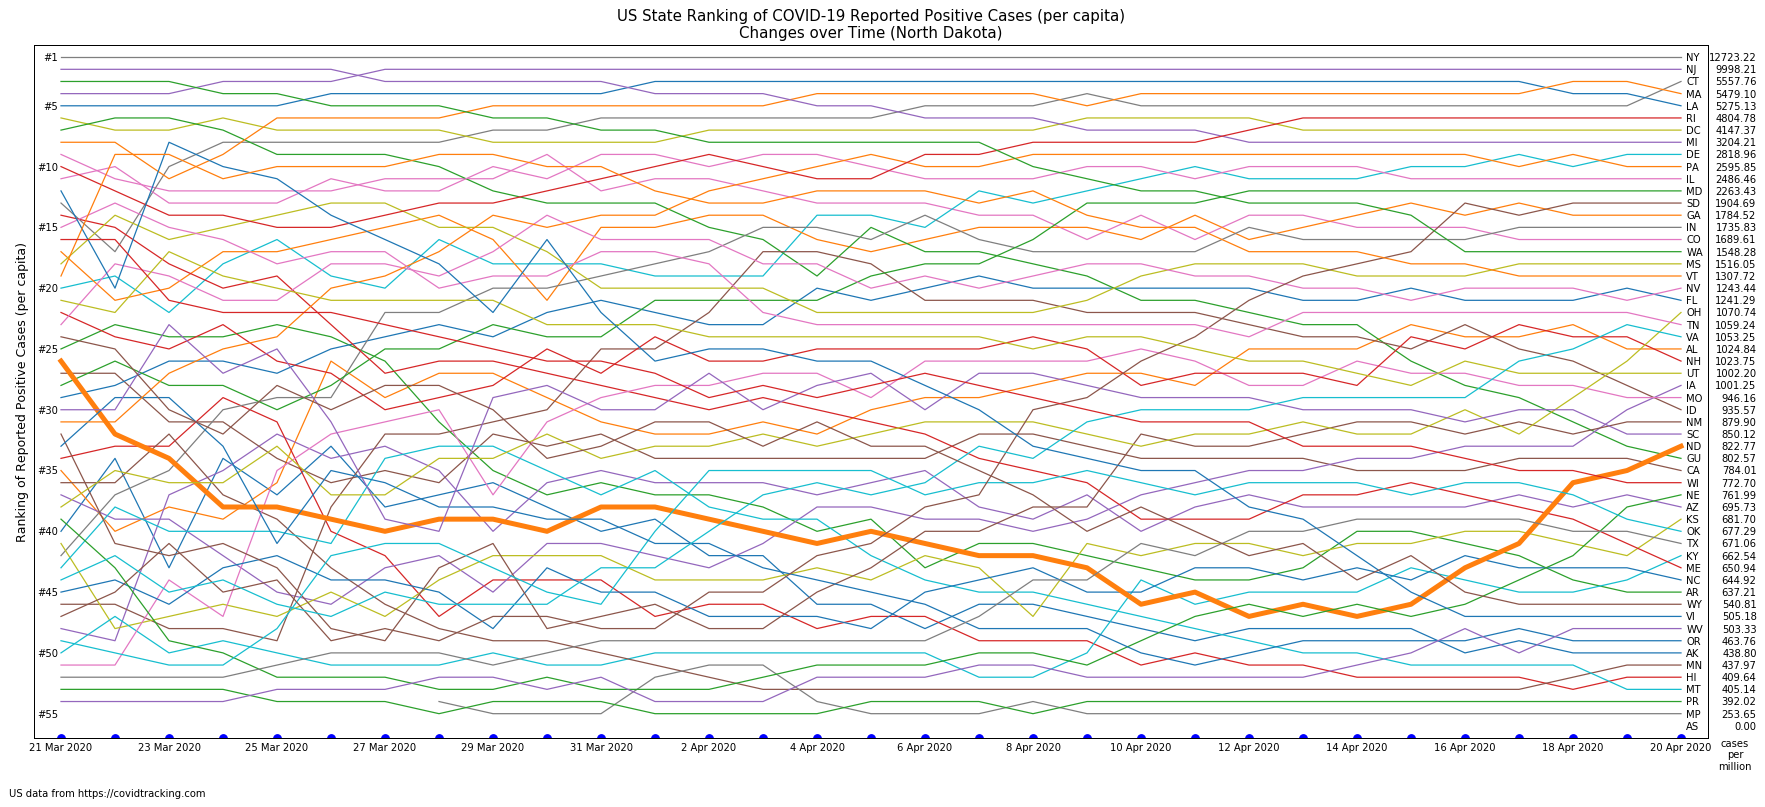 US State Ranking of COVID-19 Reported Positive Cases (per capita)
Changes over Time (North Dakota)
Ranking of Reported Positive Cases (per capita)
#1
#5
#10
#15
#20
#25
#30
#35
#40
#45
#50
#55
NY 12723.22
NJ 9998.21
CT 5557.76
MA 5479.10
LA 5275.13
RI 4804.78
DC 4147.37
MI 3204.21
DE 2818.96
PA 2595.85
IL 2486.46
MD 2263.43
SD 1904.69
GA 1784.52
IN 1735.83
CO 1689.61
WA 1548.28
MS 1516.05
VT 1307.72
NV 1243.44
FL 1241.29
OH 1070.74
TN 1059.24
VA 1053.25
AL 1024.84
NH 1023.75
UT 1002.20
IA 1001.25
MO 946.16
ID 935.57
NM 879.90
SC 850.12
ND 822.77
GU 802.57
CA 784.01
WI 772.70
NE 761.99
AZ 695.73
KS 681.70
OK 677.29
TX 671.06
KY 662.54
ME 650.94
NC 644.92
AR 637.21
WY 540.81
VI 505.18
WV 503.33
OR 463.76
AK 438.80
MN 437.97
HI 409.64
MT 405.14
PR 392.02
MP 253.65
AS 0.00
21 Mar 2020 23 Mar 2020 25 Mar 2020 27 Mar 2020 29 Mar 2020 31 Mar 2020 2 Apr 2020 4 Apr 2020 6 Apr 2020 8 Apr 2020 10 Apr 2020 12 Apr 2020 14 Apr 2020 16 Apr 2020 18 Apr 2020 20 Apr 2020
cases
per
million
US data from https://covidtracking.com